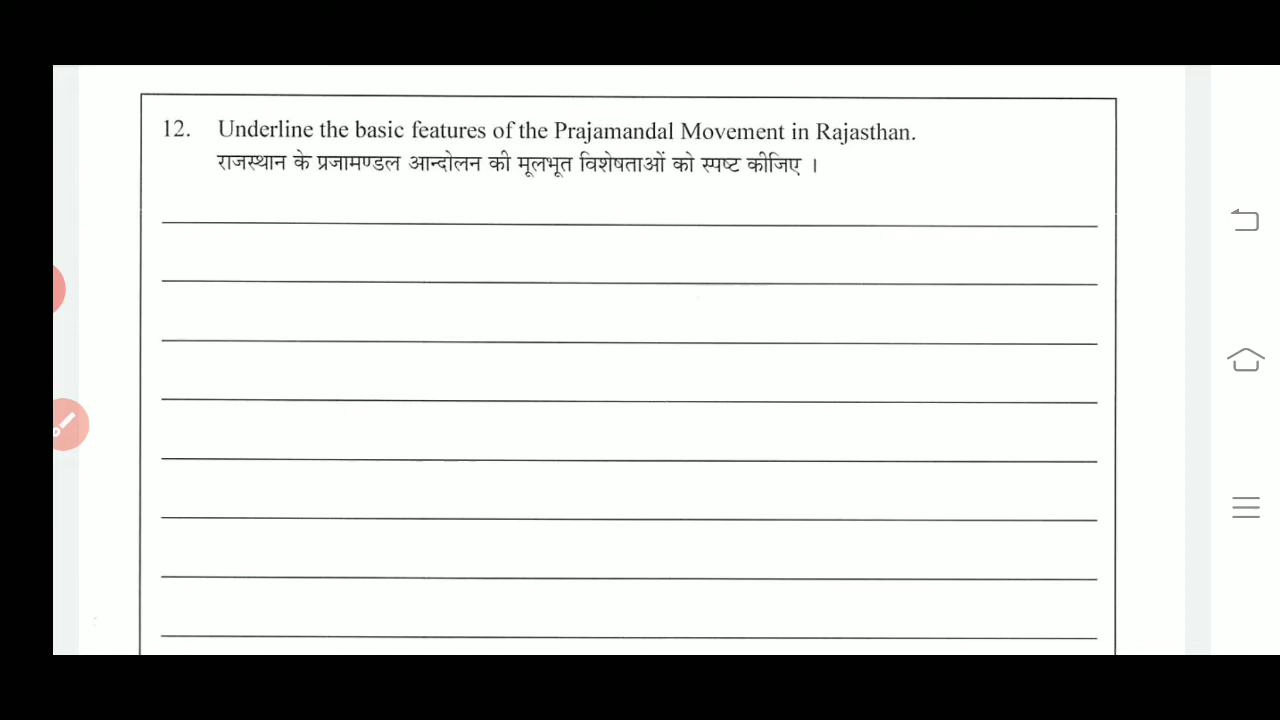 12. Underline the basic features of the Prajamandal Movement in Rajasthan.
राजस्थान के प्रजामण्डल आन्दोलन की मूलभूत विशेषताओं को स्पष्ट कीजिए ।